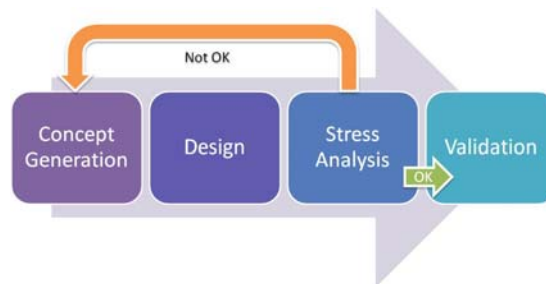 Not OK
Concept
Generation
Design
Stress
Analysis
Validation
OK